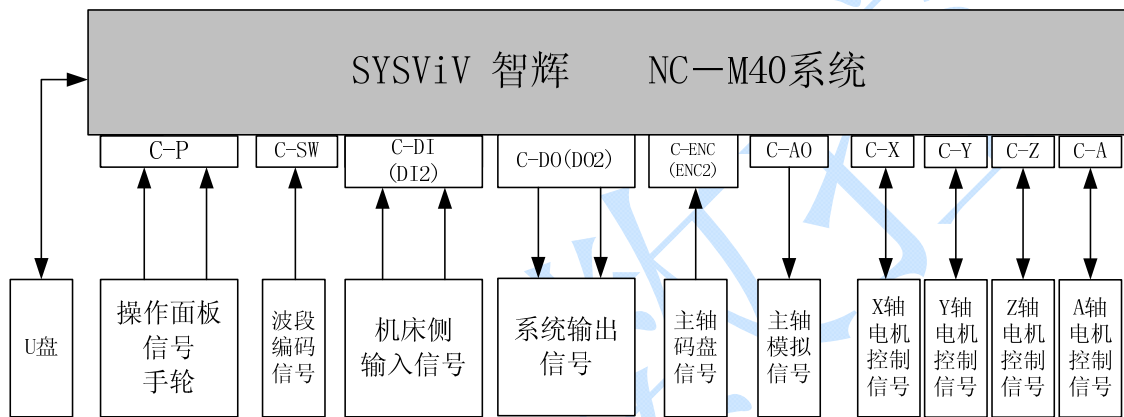 SYSViV 智辉 NC－M40系统
C-P
C-SW
C-DI
(DI2)
C-DO(DO2)
C-ENC
(ENC2)
C-AO
C-X
C-Y
C-Z
C-A
U盘
操作面板
信号
手轮
波段
编码
信号
机床侧
输入信号
系统输出
信号
主轴
码盘
信号
主轴
模拟
信号
X轴
电机
控制
信号
Y轴
电机
控制
信号
Z轴
电机
控制
信号
A轴
电机
控制
信号